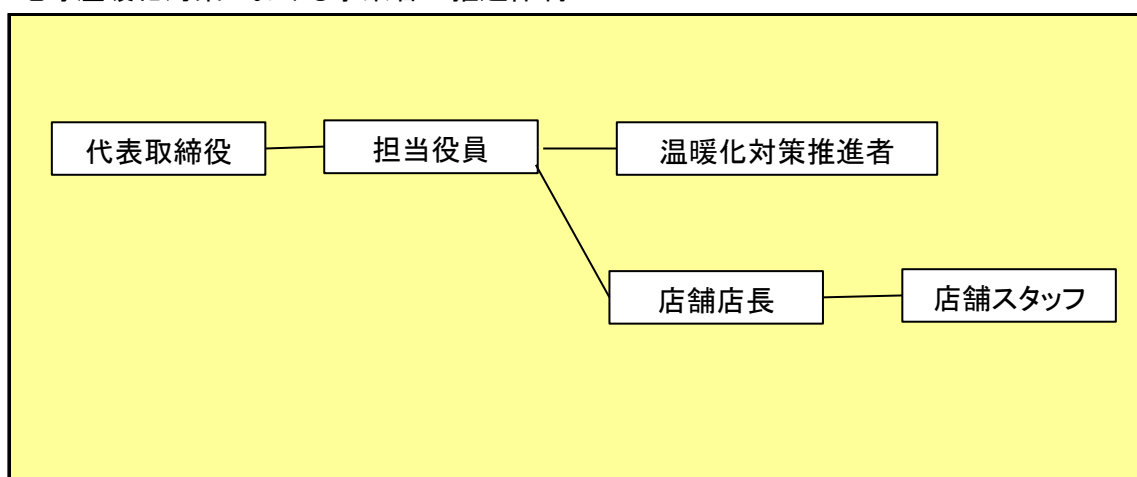 代表取締役
担当役員
温暖化対策推進者
店舗店長
店舗スタッフ